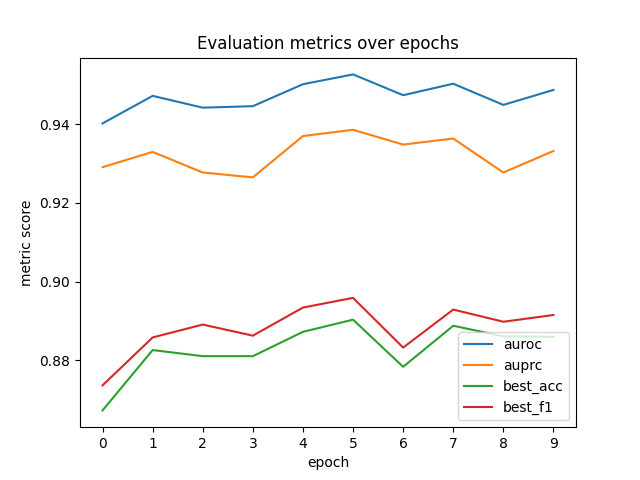 Evaluation metrics over epochs
metric score
0.94
0.92
0.90
0.88
0 1 2 3 4 5 6 7 8 9
epoch
auroc
auprc
best_acc
best_f1